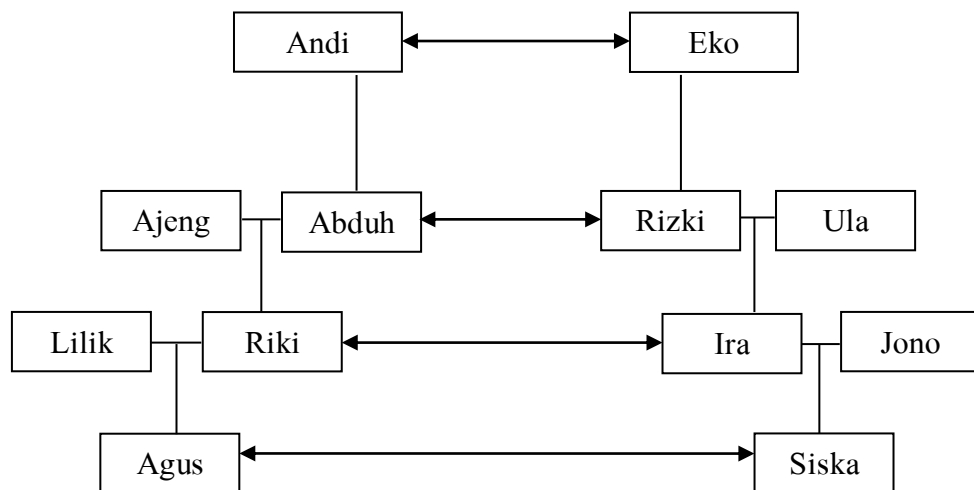 Andi
Eko
Ajeng
Abduh
Rizki
Ula
Lilik
Riki
Ira
Jono
Agus
Siska